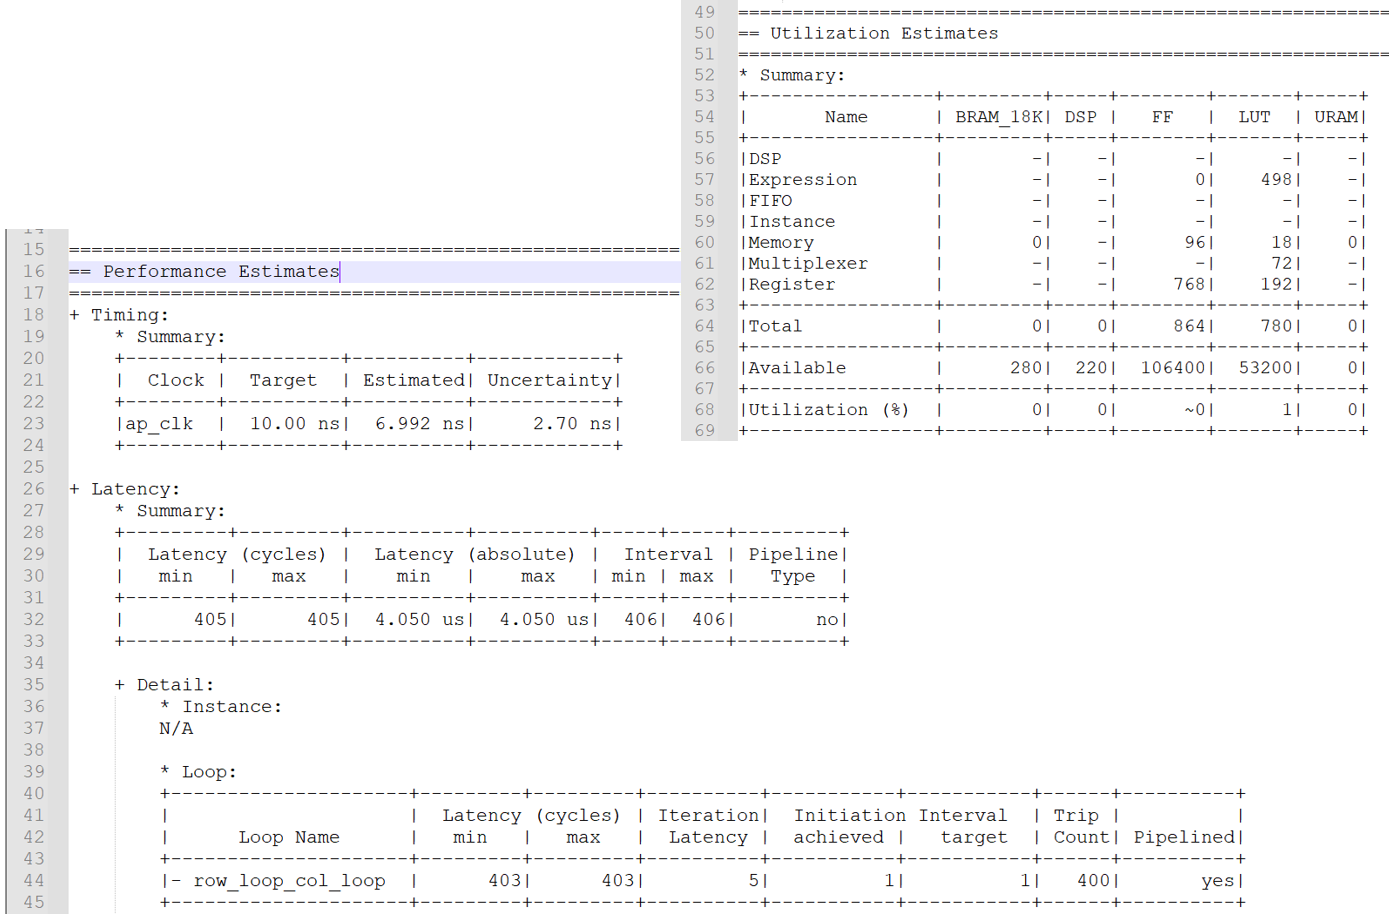 49 ==========================================================
50 == Utilization Estimates
51 ==========================================================
52 * Summary:
53 +-----------------+---------+-----+--------+-------+-----+
54 |       Name      | BRAM_18K| DSP |   FF   |  LUT  | URAM|
55 +-----------------+---------+-----+--------+-------+-----+
56 |DSP              |        -|    -|       -|      -|    -|
57 |Expression       |        -|    -|       0|    498|    -|
58 |FIFO             |        -|    -|       -|      -|    -|
59 |Instance         |        -|    -|       -|      -|    -|
60 |Memory           |        0|    -|      96|     18|    0|
61 |Multiplexer      |        -|    -|       -|     72|    -|
62 |Register         |        -|    -|     768|    192|    -|
63 +-----------------+---------+-----+--------+-------+-----+
64 |Total            |        0|    0|     864|    780|    0|
65 +-----------------+---------+-----+--------+-------+-----+
66 |Available        |      280|  220|  106400|  53200|    0|
67 +-----------------+---------+-----+--------+-------+-----+
68 |Utilization (%)  |        0|    0|      ~0|      1|    0|
69 +-----------------+---------+-----+--------+-------+-----+
14
15 ======================================================
16 == Performance Estimates
17 ======================================================
18 + Timing:
19     * Summary:
20     +--------+----------+----------+------------+
21     |  Clock |  Target  | Estimated| Uncertainty|
22     +--------+----------+----------+------------+
23     |ap_clk  |  10.00 ns|  6.992 ns|     2.70 ns|
24     +--------+----------+----------+------------+
25
26 + Latency:
27     * Summary:
28     +---------+---------+----------+----------+-----+-----+---------+
29     |  Latency (cycles) |  Latency (absolute) |  Interval | Pipeline|
30     |   min   |   max   |    min   |    max   | min | max |   Type  |
31     +---------+---------+----------+----------+-----+-----+---------+
32     |      405|      405|  4.050 us|  4.050 us|  406|  406|       no|
33     +---------+---------+----------+----------+-----+-----+---------+
34
35     + Detail:
36         * Instance:
37         N/A
38
39         * Loop:
40         +---------------------+---------+---------+----------+-----------+-----------+------+----------+
41         |                     |  Latency (cycles) | Iteration|  Initiation Interval  | Trip |          |
42         |      Loop Name      |   min   |   max   |  Latency |  achieved |   target  | Count| Pipelined|
43         +---------------------+---------+---------+----------+-----------+-----------+------+----------+
44         |- row_loop_col_loop  |      403|      403|         5|          1|          1|   400|       yes|
45         +---------------------+---------+---------+----------+-----------+-----------+------+----------+